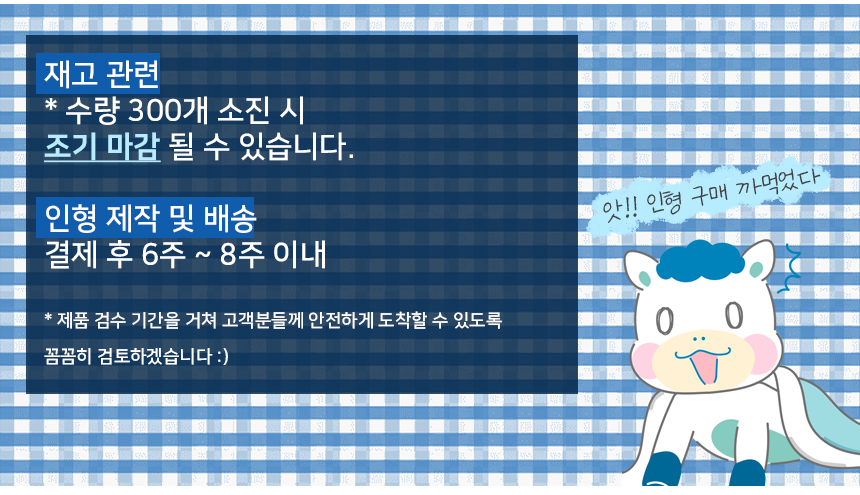 재고 관련
* 수량 300개 소진 시
조기 마감 될 수 있습니다.
인형 제작 및 배송
결제 후 6주 ~ 8주 이내
* 제품 검수 기간을 거쳐 고객분들께 안전하게 도착할 수 있도록
꼼꼼히 검토하겠습니다 :)
앗!! 인형 구매 까먹었다